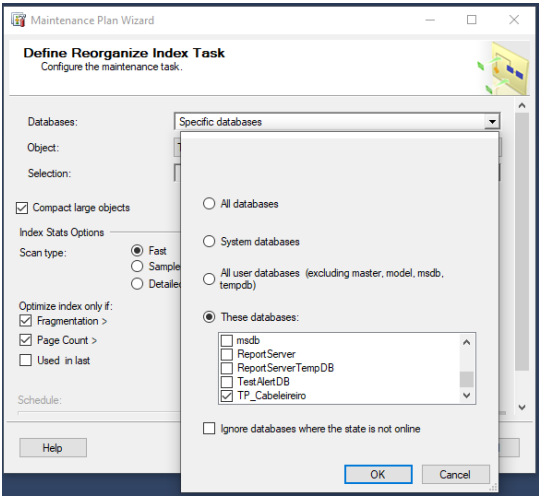 Maintenance Plan Wizard
Define Reorganize Index Task
Configure the maintenance task.
Databases:
Specific databases
Object:
Selection:
Compact large objects
Index Stats Options
Scan type:
Fast
Sample
Detailed
Optimize index only if:
Fragmentation >
Page Count >
Used in last
Schedule:
Help
All databases
System databases
All user databases (excluding master, model, msdb,
tempdb)
These databases:
msdb
ReportServer
ReportServerTempDB
TestAlertDB
TP_Cabeleireiro
Ignore databases where the state is not online
OK
Cancel